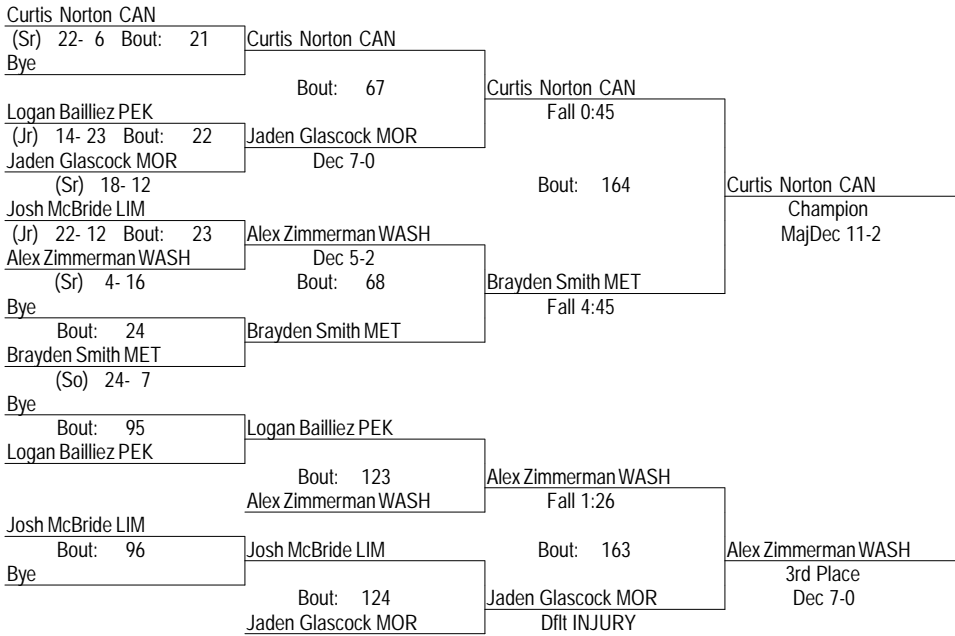 Curtis Norton CAN
(Sr) 22- 6 Bout: 21 Curtis Norton CAN
Bye
Bout: 67 Curtis Norton CAN
Logan Bailliez PEK Fall 0:45
(Jr) 14- 23 Bout: 22 Jaden Glascock MOR
Jaden Glascock MOR Dec 7-0
(Sr) 18- 12 Bout: 164 Curtis Norton CAN
Josh McBride LIM Champion
(Jr) 22- 12 Bout: 23 Alex Zimmerman WASH MajDec 11-2
Alex Zimmerman WASH Dec 5-2
(Sr) 4- 16 Bout: 68 Brayden Smith MET
Bye Fall 4:45
Bout: 24 Brayden Smith MET
Brayden Smith MET
(So) 24- 7
Bye
Bout: 95 Logan Bailliez PEK
Logan Bailliez PEK
Bout: 123 Alex Zimmerman WASH
Alex Zimmerman WASH Fall 1:26
Josh McBride LIM
Bout: 96 Josh McBride LIM Bout: 163 Alex Zimmerman WASH
Bye 3rd Place
Bout: 124 Jaden Glascock MOR Dec 7-0
Jaden Glascock MOR Dflt INJURY